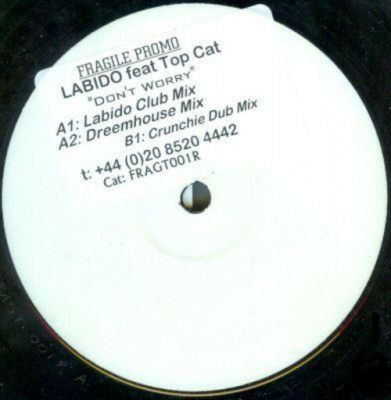 FRAGILE PROMO
LABIDO feat Top Cat
"DON'T WORRY"
A1: Labido Club Mix
A2: Dreemhouse Mix
B1: Crunchie Dub Mix
t: +44 (0)20 8520 4442
Cat: FRAGT001R